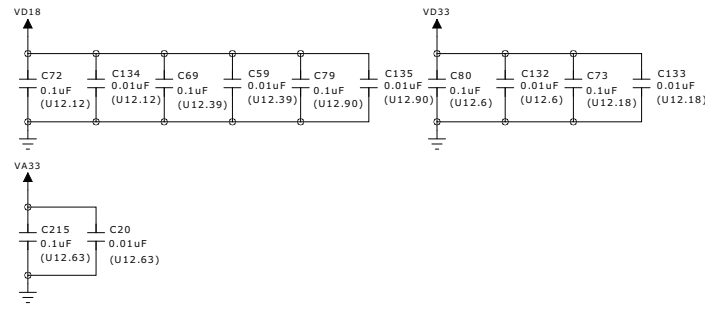 VD18
VD33
C72
0.1uF
(U12.12)
C134
0.01uF
(U12.12)
C69
0.1uF
(U12.39)
C59
0.01uF
(U12.39)
C79
0.1uF
(U12.90)
C135
0.01uF
(U12.90)
C80
0.1uF
(U12.6)
C132
0.01uF
(U12.6)
C73
0.1uF
(U12.18)
C133
0.01uF
(U12.18)
VA33
C215
0.1uF
(U12.63)
C20
0.01uF
(U12.63)